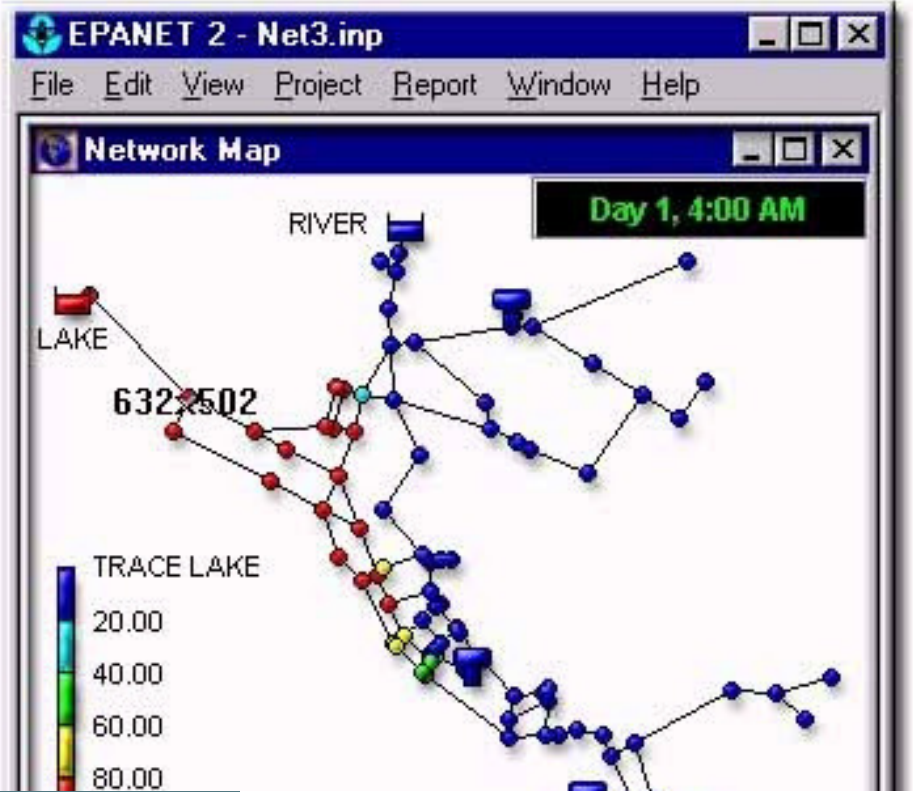 EPANET 2 - Net3.inp
File Edit View Project Report Window Help
Network Map
Day 1, 4:00 AM
RIVER
LAKE
632x502
TRACE LAKE
20.00
40.00
60.00
80.00